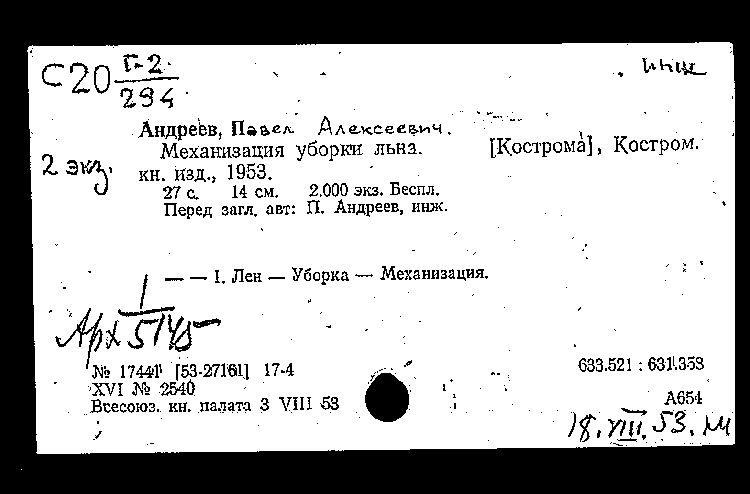 С20 Г-2
294
инж
Андреев, Павел Алексеевич.
2 экз.
Механизация уборки льна. [Кострома], Костром.
кн. изд., 1953.
27 с. 14 см. 2.000 экз. Беспл.
Перед загл. авт: П. Андреев, инж.
— — I. Лен — Уборка — Механизация.
Арх 1
5145
№ 17441 [53-27161] 17-4
633.521 : 631.353
XVI № 2540
Всесоюз. кн. палата 3 VIII 53
А654
18.VIII.53.